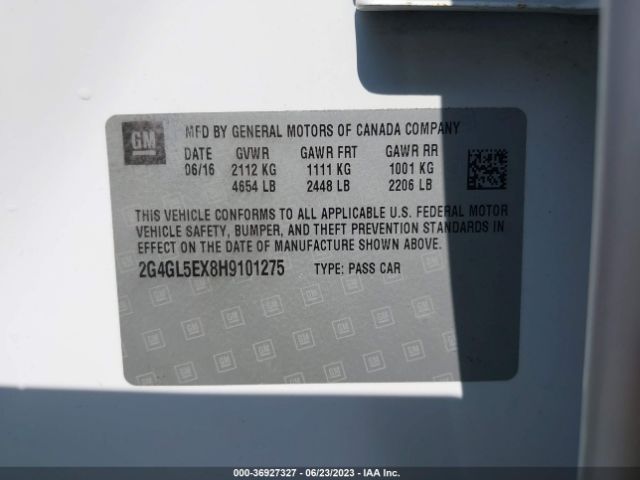 GM MFD BY GENERAL MOTORS OF CANADA COMPANY
DATE GVWR GAWR FRT GAWR RR
06/16 2112 KG 1111 KG 1001 KG
4654 LB 2448 LB 2206 LB
THIS VEHICLE CONFORMS TO ALL APPLICABLE U.S. FEDERAL MOTOR
VEHICLE SAFETY, BUMPER, AND THEFT PREVENTION STANDARDS IN
EFFECT ON THE DATE OF MANUFACTURE SHOWN ABOVE.
2G4GL5EX8H9101275 TYPE: PASS CAR
000-36927327 - 06/23/2023 - IAA Inc.